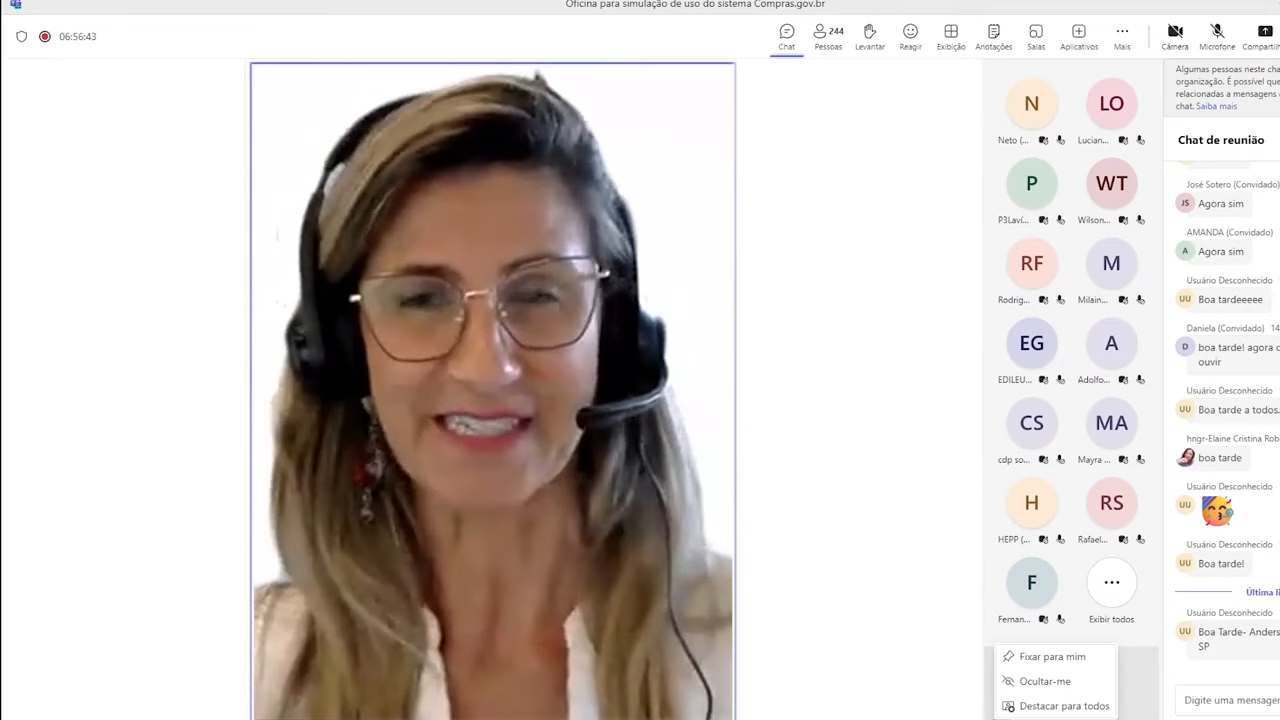 Oficina para simulação de uso do sistema Compras.gov.br
06:56:43
Chat
244
Pessoas
Levantar
Reagir
Exibição
Anotações
Salas
Aplicativos
Mais
Câmera
Microfone
Compartilh
N
LO
Neto (...
Lucian...
P
WT
P3Laví...
Wilson...
RF
M
Rodrig...
Milain...
EG
A
EDILEU...
Adolfo...
CS
MA
cdp so...
Mayra ...
H
RS
HEPP (...
Rafael...
F
...
Fernan...
Exibir todos
Fixar para mim
Ocultar-me
Destacar para todos
Algumas pessoas neste cha
organização. É possível que
relacionadas a mensagens
chat. Saiba mais
Chat de reunião
José Sotero (Convidado)
JS
Agora sim
AMANDA (Convidado)
A
Agora sim
Usuário Desconhecido
UU
Boa tardeeeee
Daniela (Convidado) 14
D
boa tarde! agora
ouvir
Usuário Desconhecido
UU
Boa tarde a todos.
hngr-Elaine Cristina Rob
boa tarde
Usuário Desconhecido
UU
Usuário Desconhecido
UU
Boa tarde!
Última li
Usuário Desconhecido
UU
Boa Tarde- Anders
SP
Digite uma mensagem